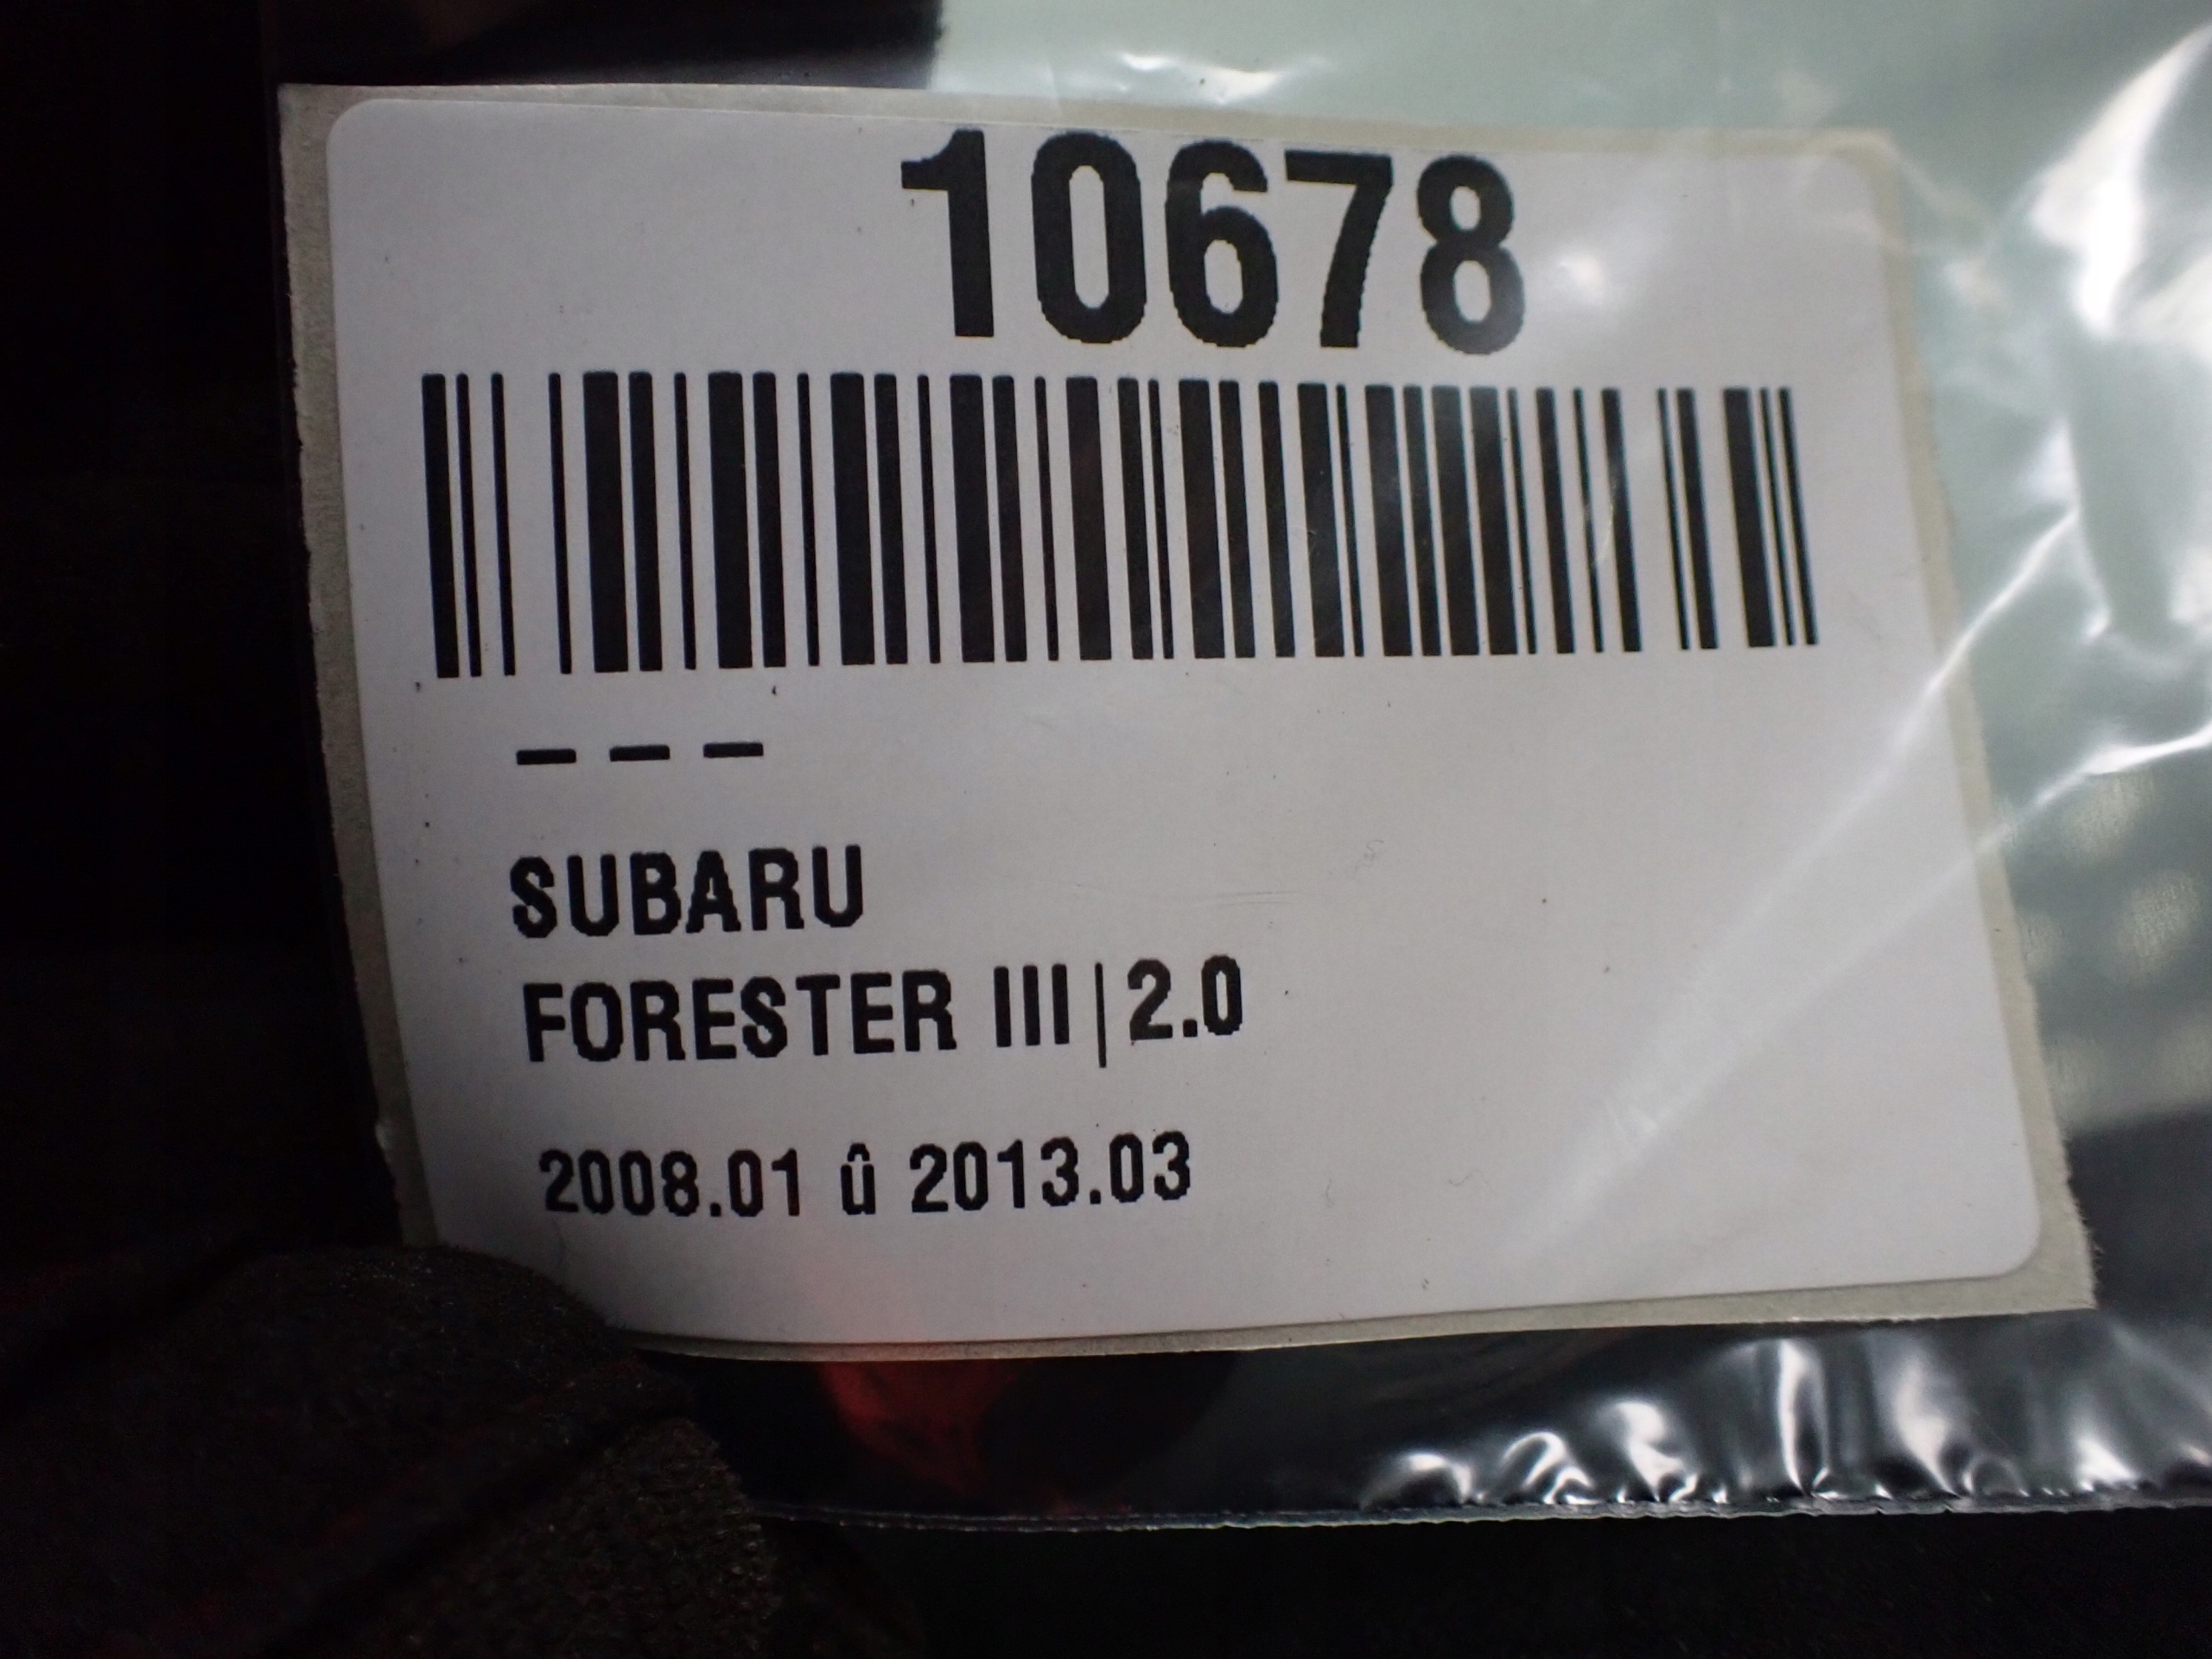 10678
---
SUBARU
FORESTER III|2.0
2008.01 û 2013.03